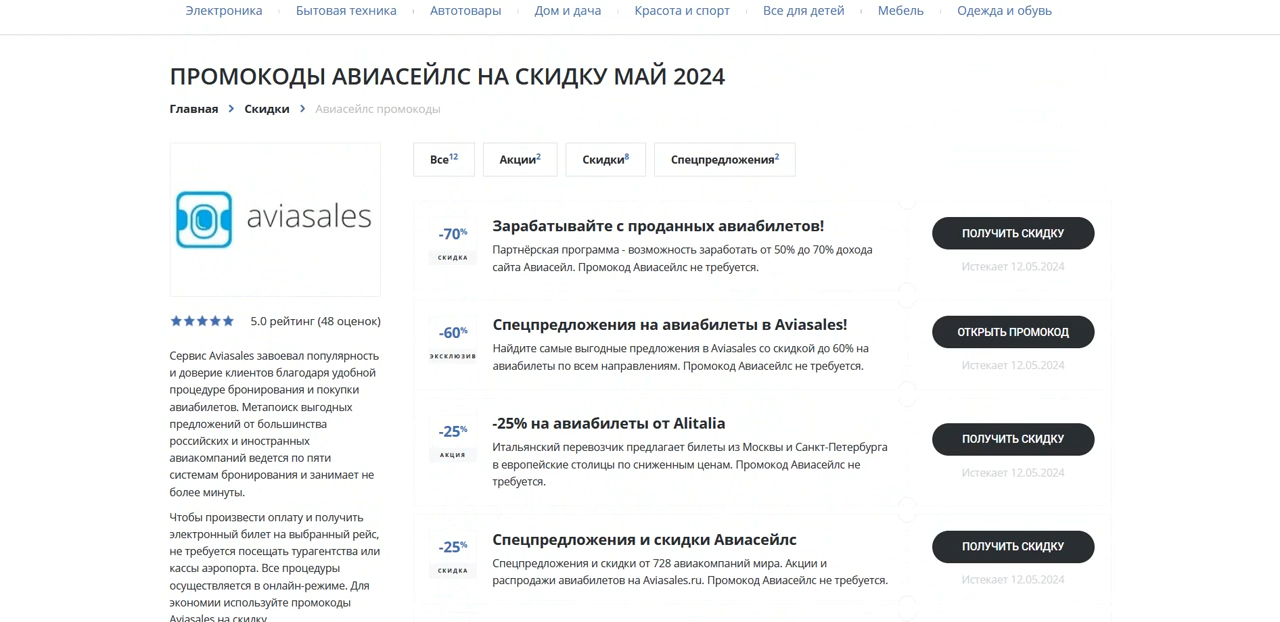 Электроника
Бытовая техника
Автотовары
Дом и дача
Красота и спорт
Все для детей
Мебель
Одежда и обувь
ПРОМОКОДЫ АВИАСЕЙЛС НА СКИДКУ МАЙ 2024
Главная > Скидки > Авиасейлс промокоды
aviasales
5.0 рейтинг (48 оценок)
Сервис Aviasales завоевал популярность
и доверие клиентов благодаря удобной
процедуре бронирования и покупки
авиабилетов. Метапоиск выгодных
предложений от большинства
российских и иностранных
авиакомпаний ведется по пяти
системам бронирования и занимает не
более минуты.
Чтобы произвести оплату и получить
электронный билет на выбранный рейс,
не требуется посещать турагентства или
кассы аэропорта. Все процедуры
осуществляется в онлайн-режиме. Для
экономии используйте промокоды
Aviasales на скидку.
Все12
Акции2
Скидки8
Спецпредложения2
-70%
СКИДКА
Зарабатывайте с проданных авиабилетов!
Партнёрская программа - возможность заработать от 50% до 70% дохода
сайта Авиасейл. Промокод Авиасейлс не требуется.
ПОЛУЧИТЬ СКИДКУ
Истекает 12.05.2024
-60%
ЭКСКЛЮЗИВ
Спецпредложения на авиабилеты в Aviasales!
Найдите самые выгодные предложения в Aviasales со скидкой до 60% на
авиабилеты по всем направлениям. Промокод Авиасейлс не требуется.
ОТКРЫТЬ ПРОМОКОД
Истекает 12.05.2024
-25%
АКЦИЯ
-25% на авиабилеты от Alitalia
Итальянский перевозчик предлагает билеты из Москвы и Санкт-Петербурга
в европейские столицы по сниженным ценам. Промокод Авиасейлс не
требуется.
ПОЛУЧИТЬ СКИДКУ
Истекает 12.05.2024
-25%
СКИДКА
Спецпредложения и скидки Авиасейлс
Спецпредложения и скидки от 728 авиакомпаний мира. Акции и
распродажи авиабилетов на Aviasales.ru. Промокод Авиасейлс не требуется.
ПОЛУЧИТЬ СКИДКУ
Истекает 12.05.2024